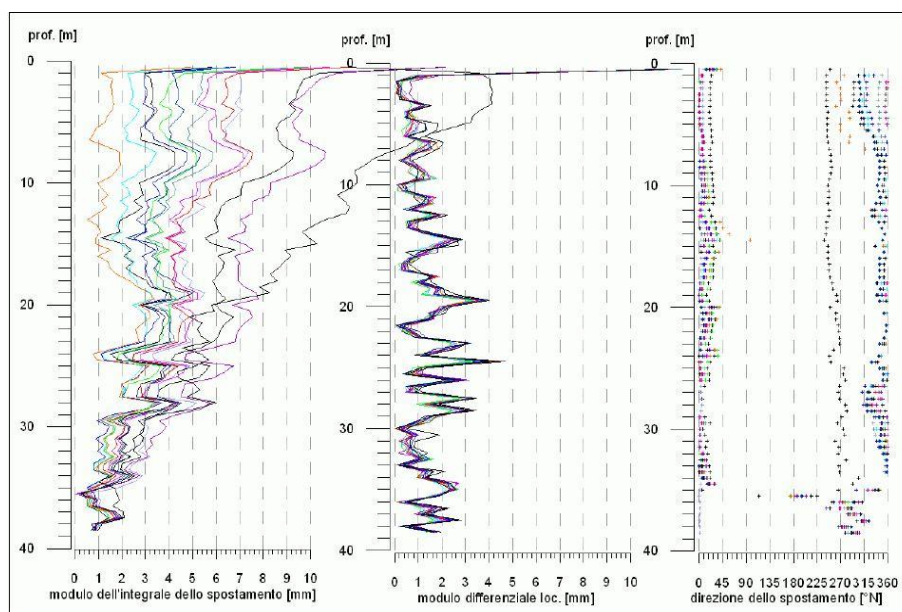 prof. [m]
prof. [m]
prof. [m]
0
10
20
30
40
0
10
20
30
40
0
10
20
30
40
0 1 2 3 4 5 6 7 8 9 10
modulo dell'integrale dello spostamento [mm]
0 1 2 3 4 5 6 7 8 9 10
modulo differenziale loc. [mm]
0 45 90 135 180 225 270 315 360
direzione dello spostamento [°N]